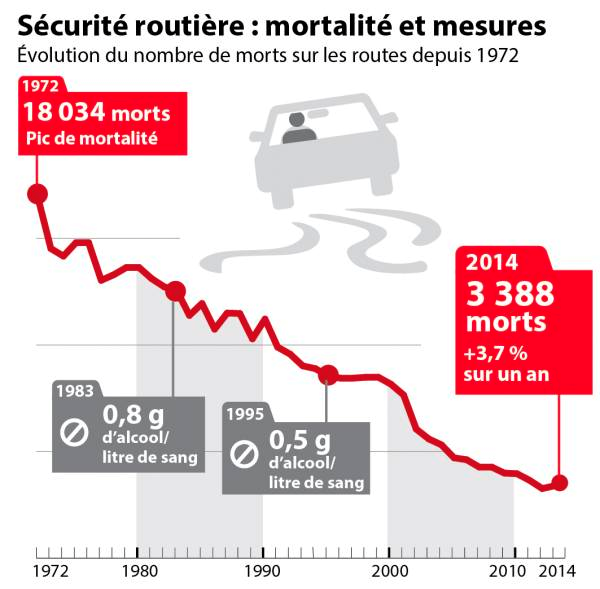 Sécurité routière : mortalité et mesures
Évolution du nombre de morts sur les routes depuis 1972
1972
18 034 morts
Pic de mortalité
2014
3 388
morts
+3,7 %
sur un an
1983
0,8 g
d'alcool/
litre de sang
1995
0,5 g
d'alcool/
litre de sang
1972 1980 1990 2000 2010 2014